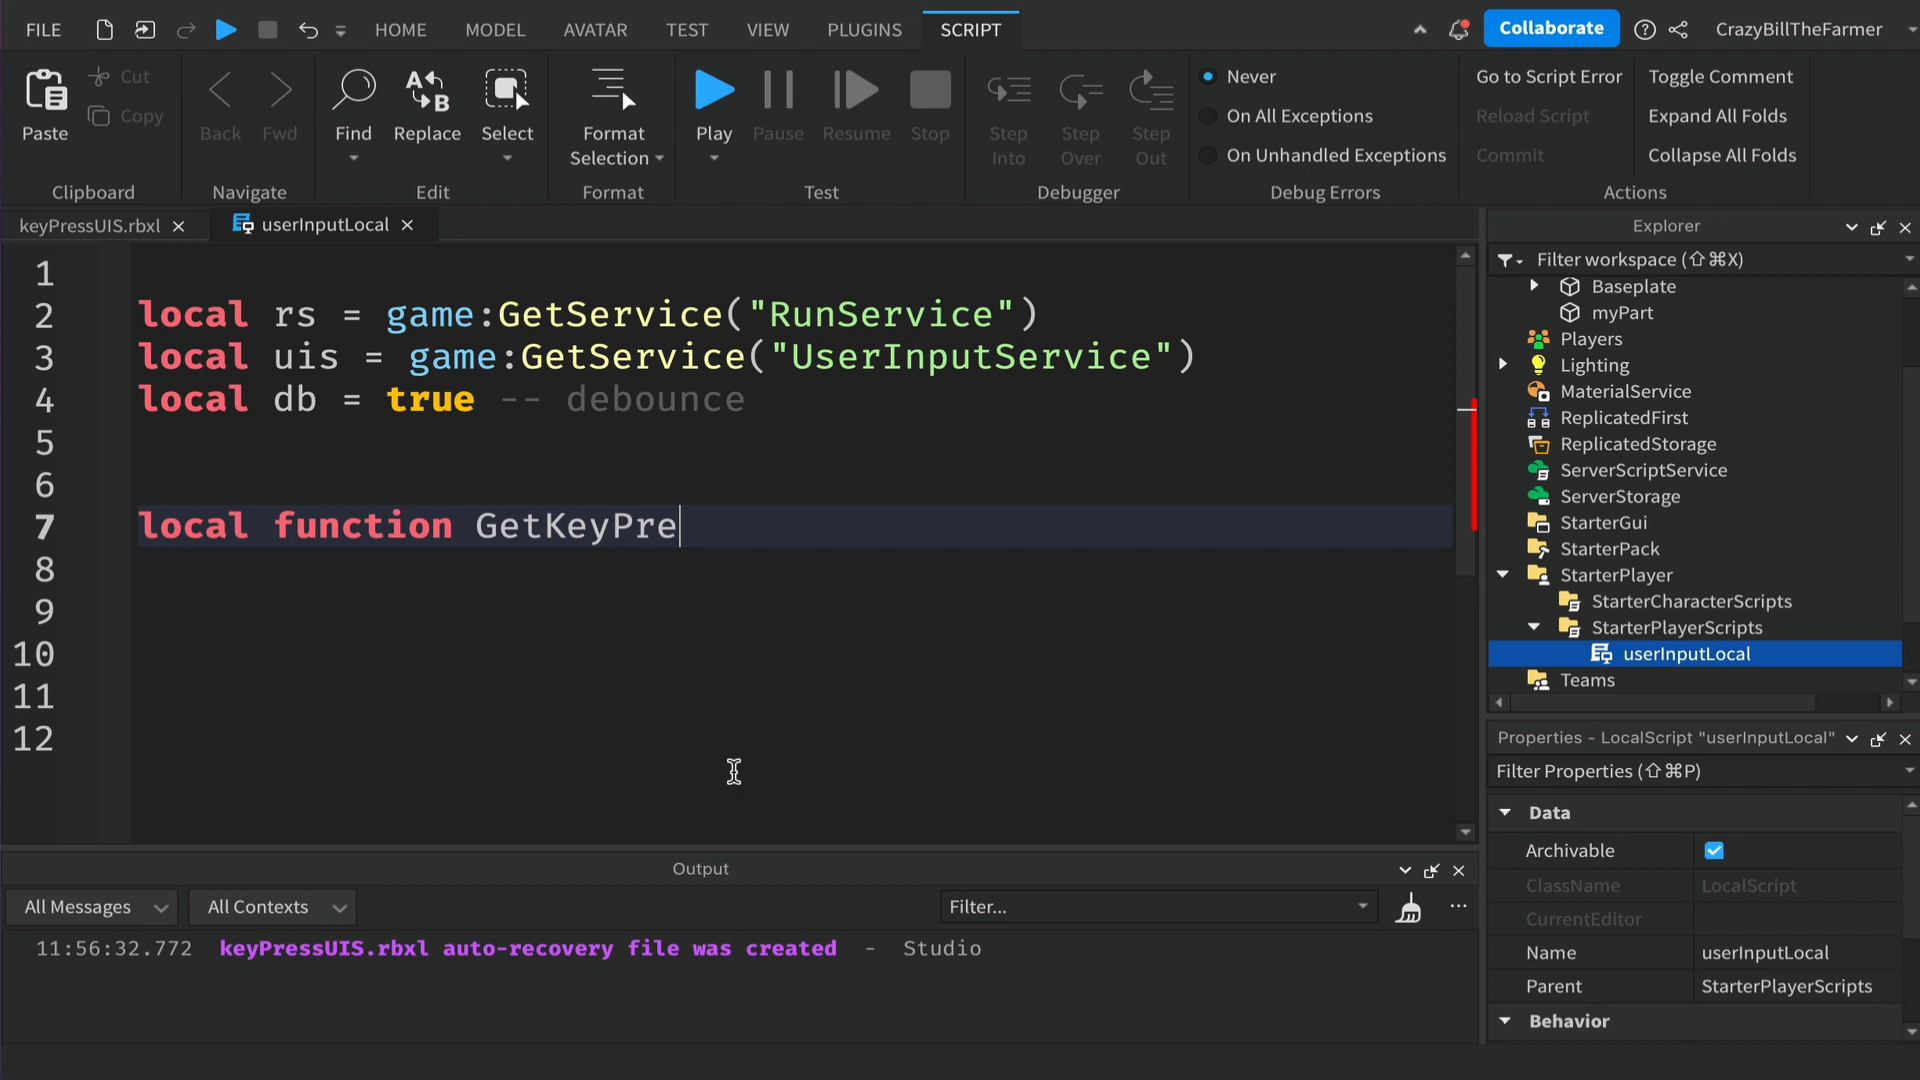 FILE HOME MODEL AVATAR TEST VIEW PLUGINS SCRIPT Collaborate CrazyBillTheFarmer
Paste Cut Copy Back Fwd Find Replace Select Format Selection Play Pause Resume Stop Step Into Step Over Step Out
Never
On All Exceptions
On Unhandled Exceptions
Go to Script Error
Reload Script
Commit
Toggle Comment
Expand All Folds
Collapse All Folds
Clipboard Navigate Edit Format Test Debugger Debug Errors Actions
keyPressUIS.rbxl userInputLocal
1
2 local rs = game:GetService("RunService")
3 local uis = game:GetService("UserInputService")
4 local db = true -- debounce
5
6
7 local function GetKeyPre
8
9
10
11
12
Explorer
Filter workspace (⇧⌘X)
Baseplate
myPart
Players
Lighting
MaterialService
ReplicatedFirst
ReplicatedStorage
ServerScriptService
ServerStorage
StarterGui
StarterPack
StarterPlayer
StarterCharacterScripts
StarterPlayerScripts
userInputLocal
Teams
Properties - LocalScript "userInputLocal"
Filter Properties (⇧⌘P)
Data
Archivable
ClassName LocalScript
CurrentEditor
Name userInputLocal
Parent StarterPlayerScripts
Behavior
Output
All Messages All Contexts Filter...
11:56:32.772 keyPressUIS.rbxl auto-recovery file was created - Studio